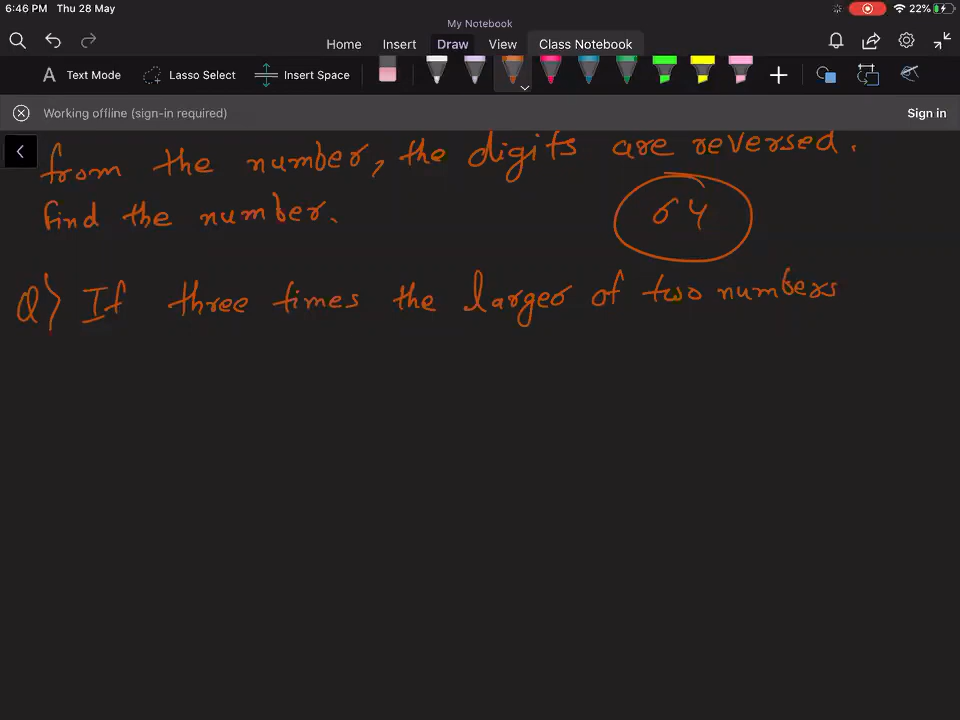 6:46 PM Thu 28 May
22%
My Notebook
Home Insert Draw View Class Notebook
Text Mode Lasso Select Insert Space
Working offline (sign-in required) Sign in
from the number, the digits are reversed.
find the number.
64
Q) If three times the larger of two numbers